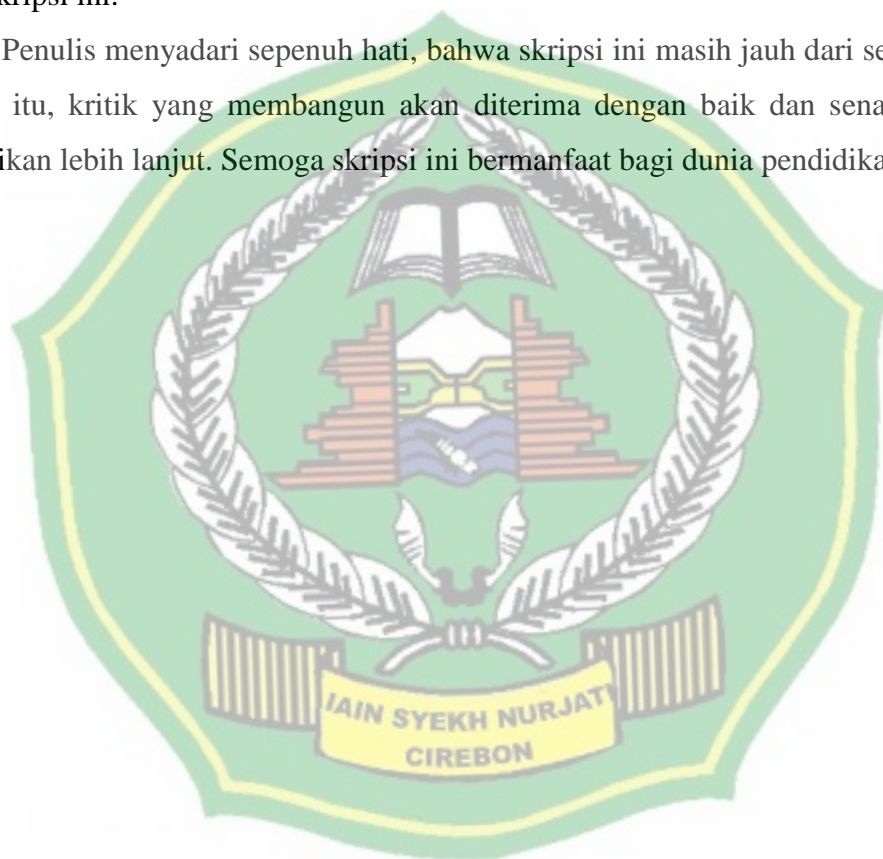 kripsi ini.
Penulis menyadari sepenuh hati, bahwa skripsi ini masih jauh dari se
itu, kritik yang membangun akan diterima dengan baik dan sena
ikan lebih lanjut. Semoga skripsi ini bermanfaat bagi dunia pendidika
IAIN SYEKH NURJATI
CIREBON